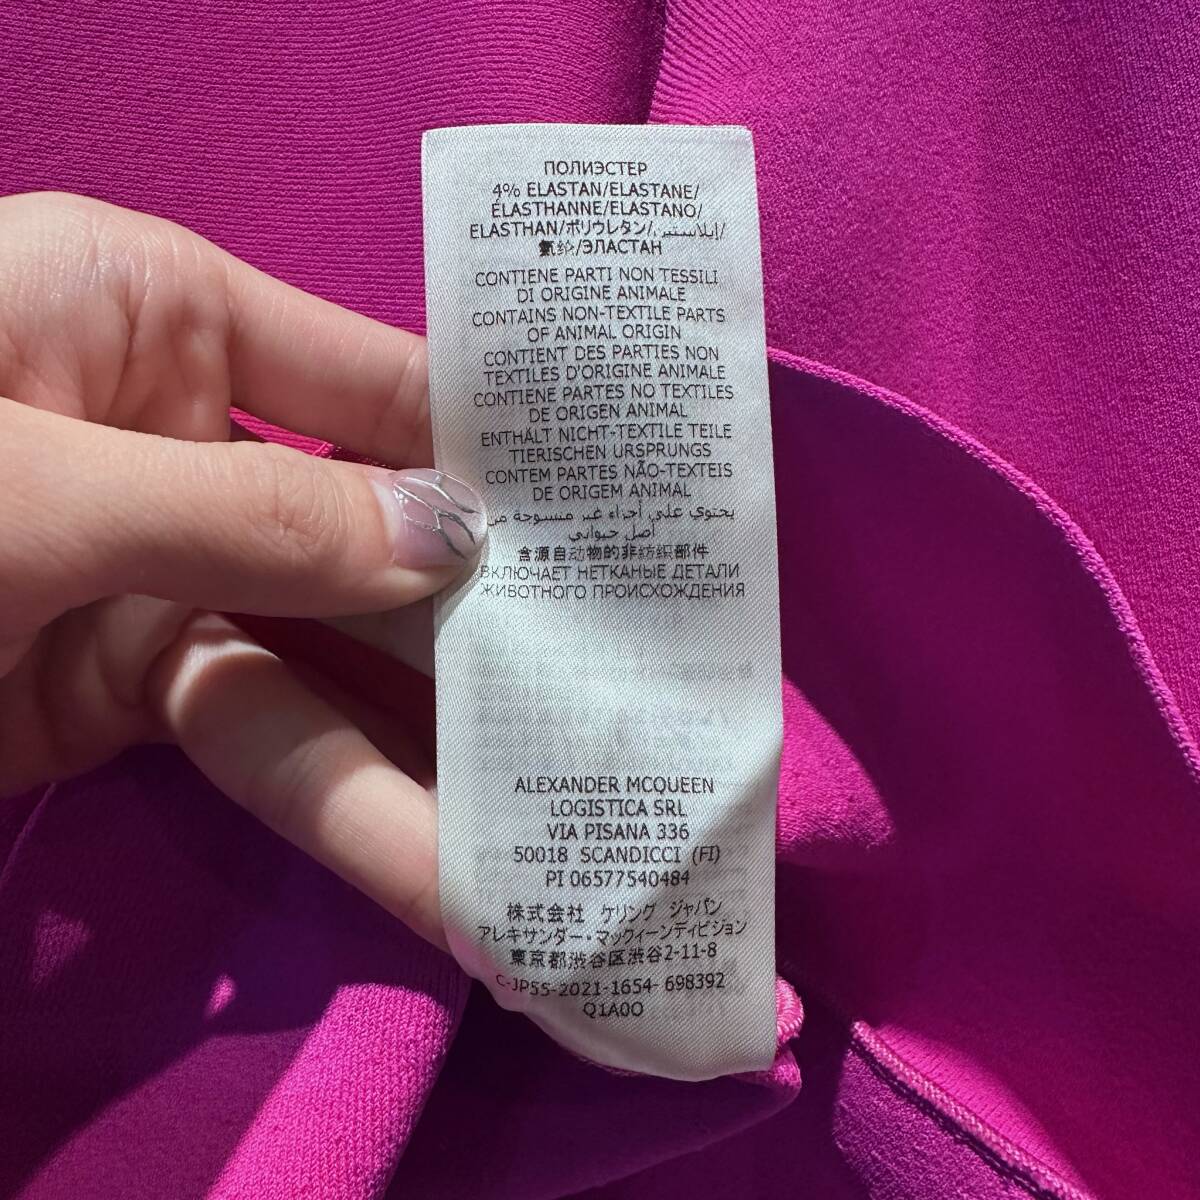 ПОЛИЭСТЕР
4% ELASTAN/ELASTANE/
ÉLASTHANNE/ELASTANO/
ELASTHAN/ポリウレタン/إيلاستير/
氨纶/ЭЛАСТАН
CONTIENE PARTI NON TESSILI
DI ORIGINE ANIMALE
CONTAINS NON-TEXTILE PARTS
OF ANIMAL ORIGIN
CONTIENT DES PARTIES NON
TEXTILES D'ORIGINE ANIMALE
CONTIENE PARTES NO TEXTILES
DE ORIGEN ANIMAL
ENTHÄLT NICHT-TEXTILE TEILE
TIERISCHEN URSPRUNGS
CONTEM PARTES NÃO-TEXTEIS
DE ORIGEM ANIMAL
يحتوي على أجزاء غير منسوجة من
أصل حيواني
含源自动物的非纺织部件
ВКЛЮЧАЕТ НЕТКАНЫЕ ДЕТАЛИ
ЖИВОТНОГО ПРОИСХОЖДЕНИЯ
ALEXANDER MCQUEEN
LOGISTICA SRL
VIA PISANA 336
50018 SCANDICCI (FI)
PI 06577540484
株式会社 ケリング ジャパン
アレキサンダー・マックィーンディビジョン
東京都渋谷区渋谷2-11-8
C-JP55-2021-1654- 698392
Q1A0O